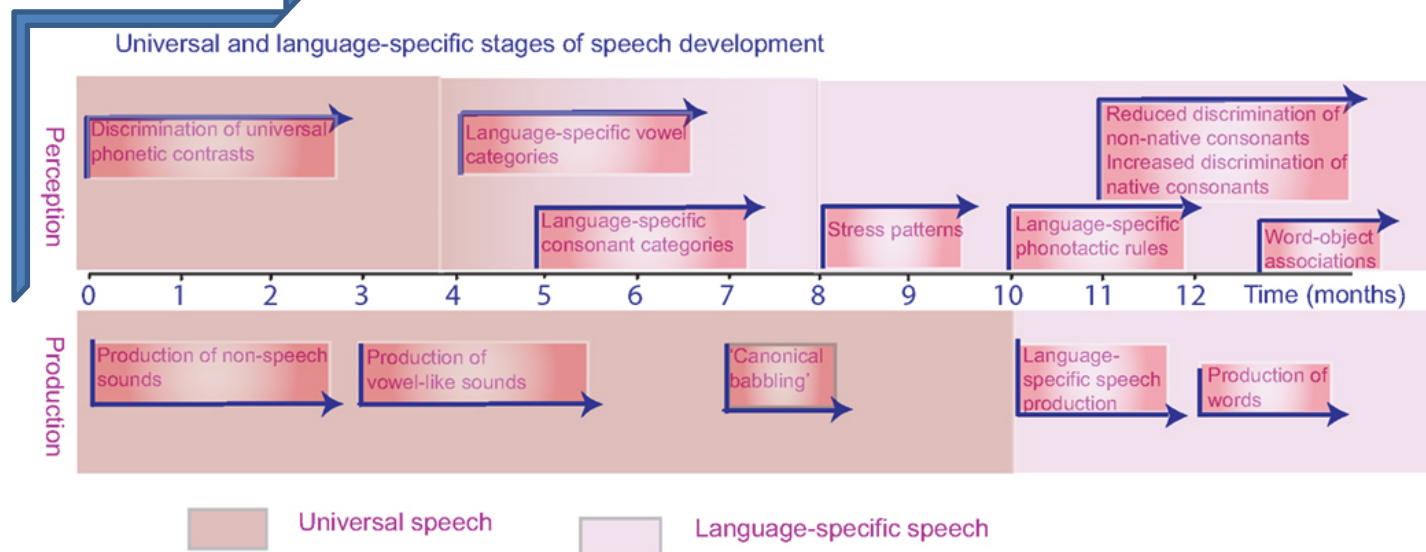 Universal and language-specific stages of speech development
Perception
Discrimination of universal
phonetic contrasts
Language-specific vowel
categories
Language-specific
consonant categories
Stress patterns
Language-specific
phonotactic rules
Reduced discrimination of
non-native consonants
Increased discrimination of
native consonants
Word-object
associations
0 1 2 3 4 5 6 7 8 9 10 11 12 Time (months)
Production
Production of non-speech
sounds
Production of
vowel-like sounds
'Canonical
babbling'
Language-
specific speech
production
Production of
words
Universal speech
Language-specific speech